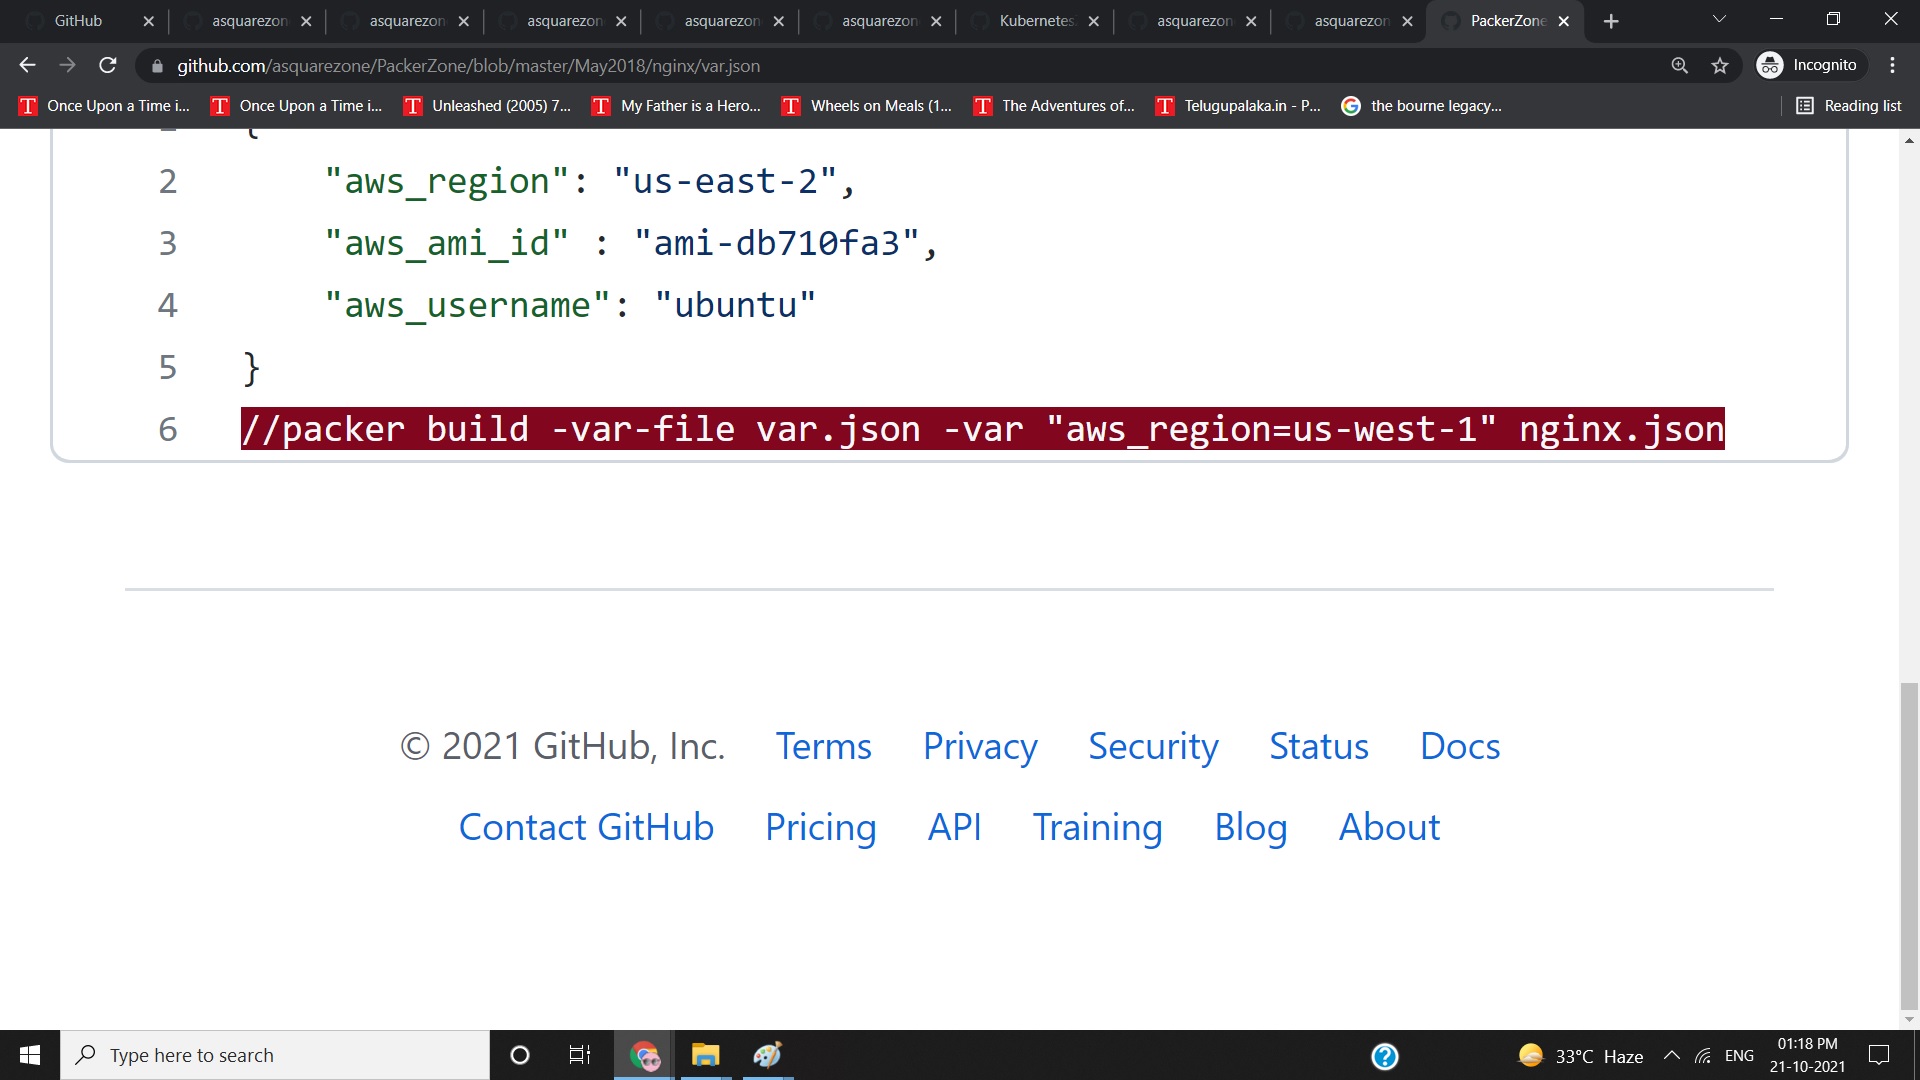 GitHub
asquarezon
asquarezon
asquarezon
asquarezon
asquarezon
Kubernetes
asquarezon
asquarezon
PackerZone
github.com/asquarezone/PackerZone/blob/master/May2018/nginx/var.json
Incognito
Once Upon a Time i...
Once Upon a Time i...
Unleashed (2005) 7...
My Father is a Hero...
Wheels on Meals (1...
The Adventures of...
Telugupalaka.in - P...
the bourne legacy...
Reading list
{
2 "aws_region": "us-east-2",
3 "aws_ami_id" : "ami-db710fa3",
4 "aws_username": "ubuntu"
5 }
6 //packer build -var-file var.json -var "aws_region=us-west-1" nginx.json
© 2021 GitHub, Inc. Terms Privacy Security Status Docs
Contact GitHub Pricing API Training Blog About
Type here to search
33°C Haze
ENG
01:18 PM
21-10-2021